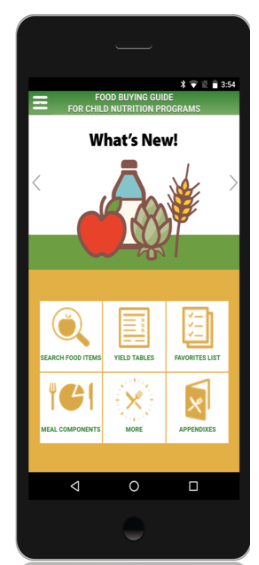 3:54
FOOD BUYING GUIDE
FOR CHILD NUTRITION PROGRAMS
What's New!
SEARCH FOOD ITEMS
YIELD TABLES
FAVORITES LIST
MEAL COMPONENTS
MORE
APPENDIXES